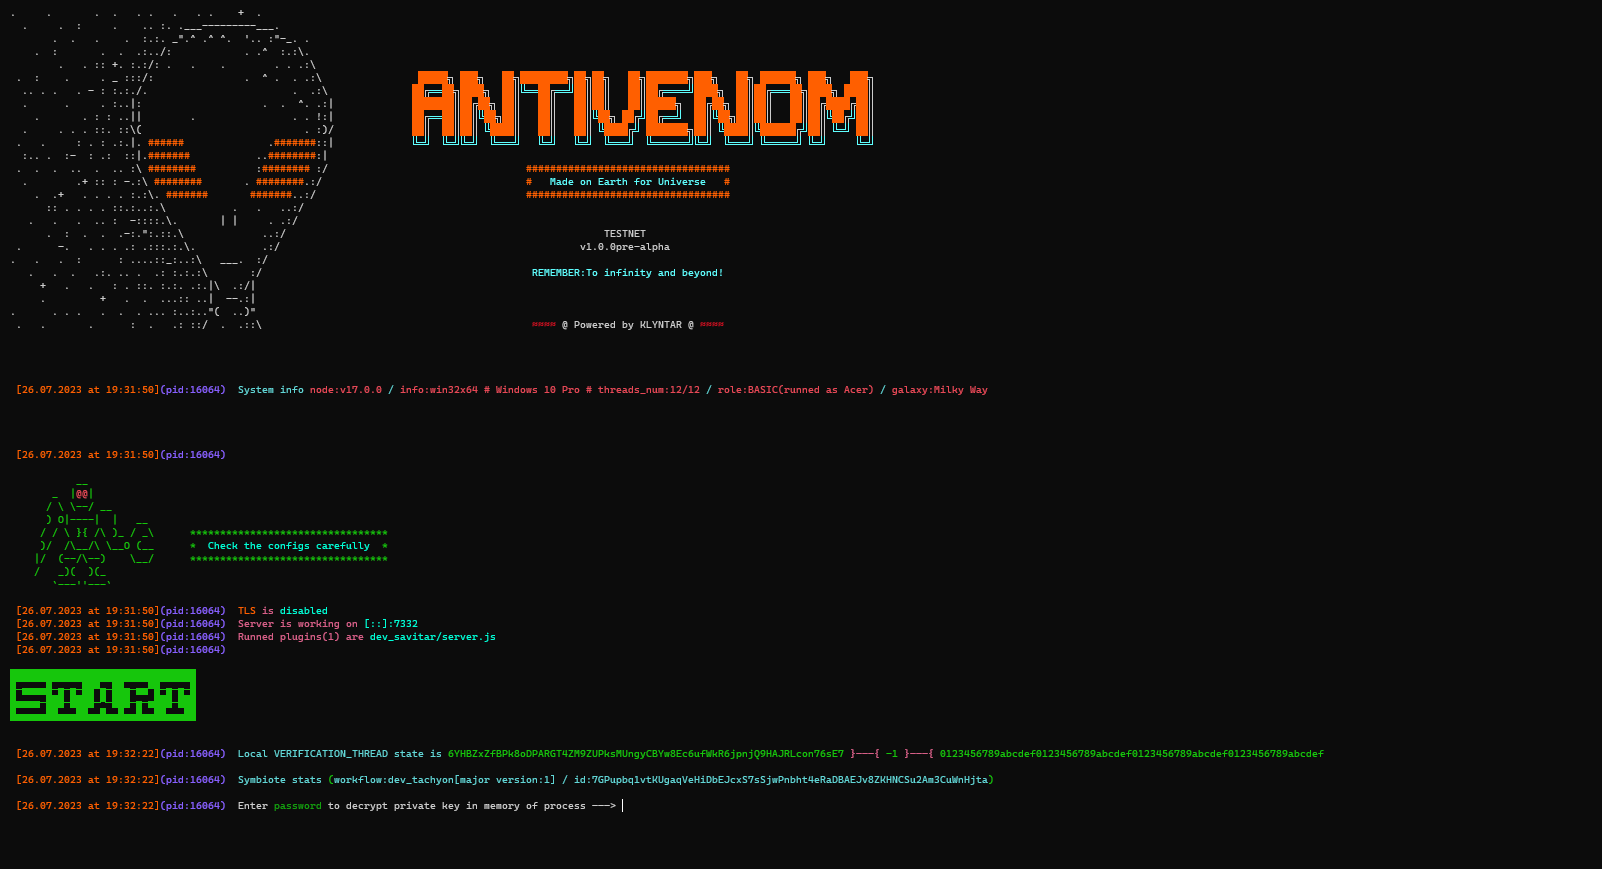 ANTIVENOM
Made on Earth for Universe
TESTNET
v1.0.0pre-alpha
REMEMBER:To infinity and beyond!
@ Powered by KLYNTAR @
[26.07.2023 at 19:31:50](pid:16064) System info node:v17.0.0 / info:win32x64 # Windows 10 Pro # threads_num:12/12 / role:BASIC(runned as Acer) / galaxy:Milky Way
[26.07.2023 at 19:31:50](pid:16064)
* Check the configs carefully *
[26.07.2023 at 19:31:50](pid:16064) TLS is disabled
[26.07.2023 at 19:31:50](pid:16064) Server is working on [::]:7332
[26.07.2023 at 19:31:50](pid:16064) Runned plugins(1) are dev_savitar/server.js
[26.07.2023 at 19:31:50](pid:16064)
START
[26.07.2023 at 19:32:22](pid:16064) Local VERIFICATION_THREAD state is 6YHBZxZfBPk8oDPARGT4ZM9ZUPksMUngyCBYw8Ec6ufWkR6jpnjQ9HAJRLcon76sE7 }———{ -1 }———{ 0123456789abcdef0123456789abcdef0123456789abcdef0123456789abcdef
[26.07.2023 at 19:32:22](pid:16064) Symbiote stats (workflow:dev_tachyon[major version:1] / id:7GPupbq1vtKUgaqVeHiDbEJcxS7sSjwPnbht4eRaDBAEJv8ZKHNCSu2Am3CuWnHjta)
[26.07.2023 at 19:32:22](pid:16064) Enter password to decrypt private key in memory of process ———>